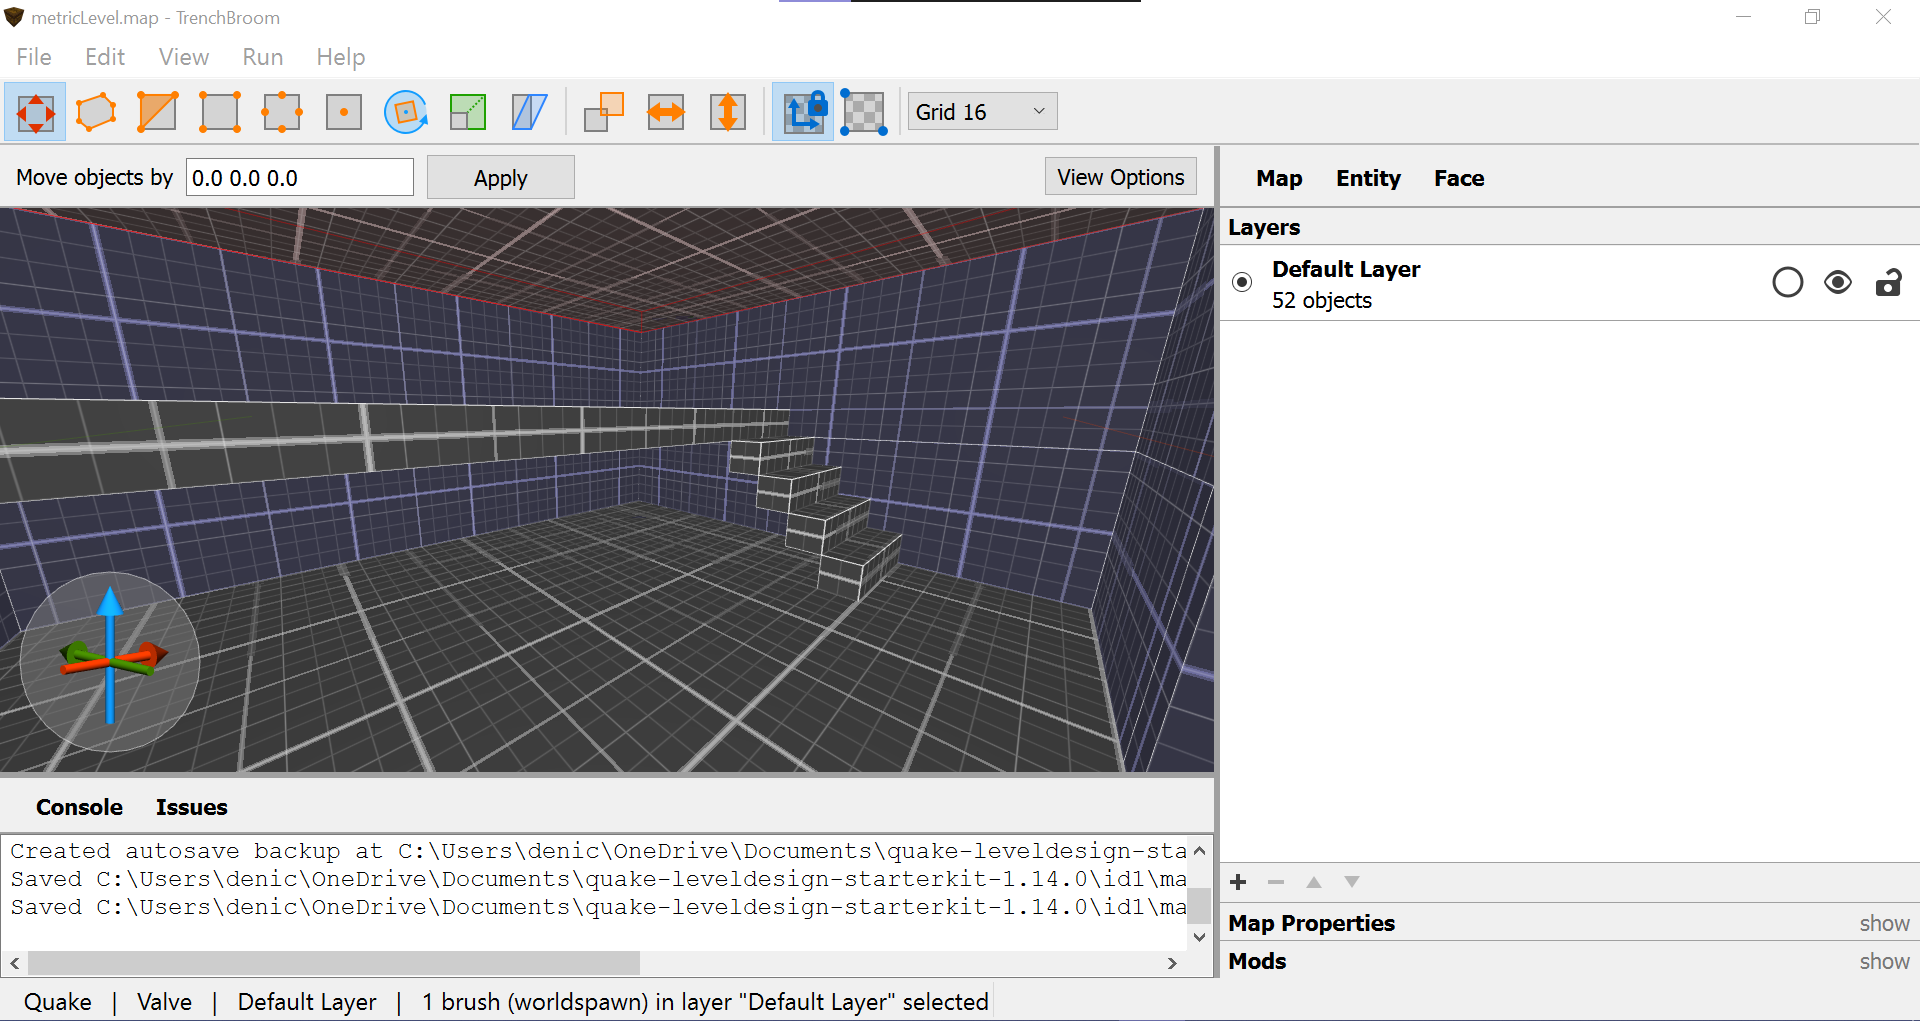 metricLevel.map - TrenchBroom
File Edit View Run Help
Grid 16
Move objects by 0.0 0.0 0.0 Apply View Options
Map Entity Face
Layers
Default Layer
52 objects
Console Issues
Created autosave backup at C:\Users\denic\OneDrive\Documents\quake-leveldesign-sta
Saved C:\Users\denic\OneDrive\Documents\quake-leveldesign-starterkit-1.14.0\id1\ma
Saved C:\Users\denic\OneDrive\Documents\quake-leveldesign-starterkit-1.14.0\id1\ma
Map Properties show
Mods show
Quake | Valve | Default Layer | 1 brush (worldspawn) in layer "Default Layer" selected